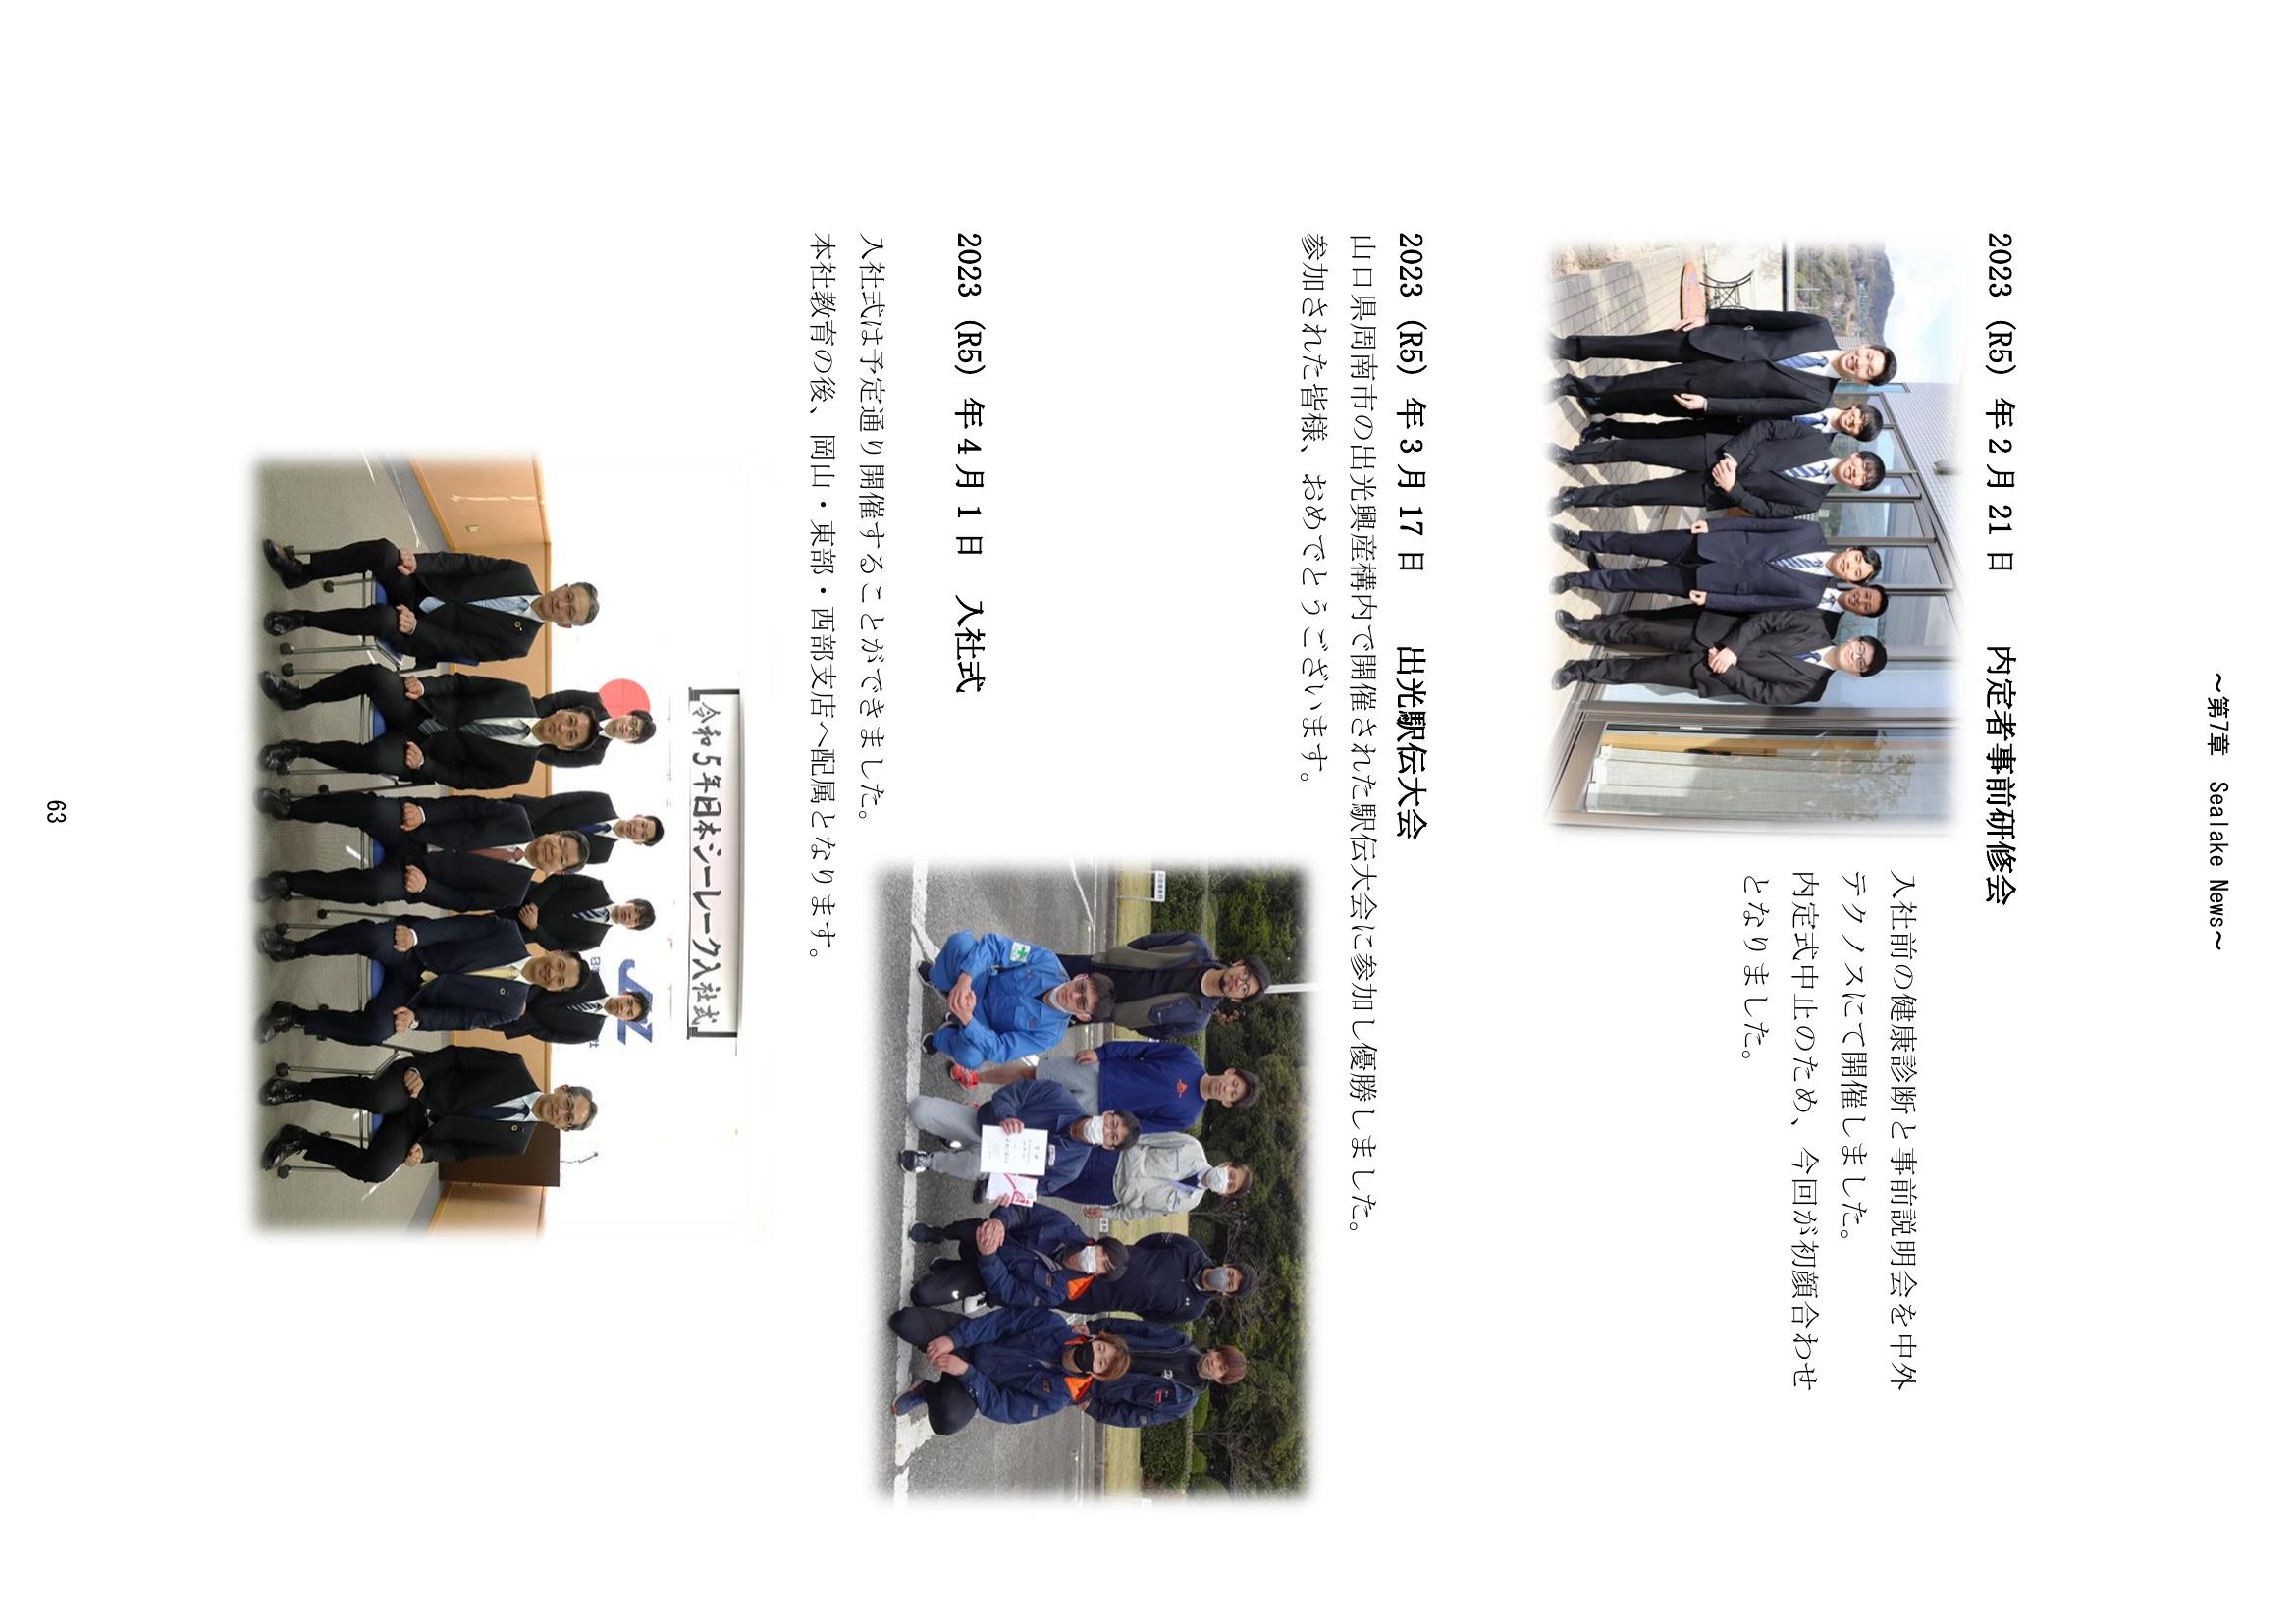 ～第7章　Sealake News～
2023（R5）年２月 21 日　　内定者事前研修会
入社前の健康診断と事前説明会を中外
テクノスにて開催しました。
内定式中止のため、今回が初顔合わせ
となりました。
2023（R5）年３月 17 日　　出光駅伝大会
山口県周南市の出光興産構内で開催された駅伝大会に参加し優勝しました。
参加された皆様、おめでとうございます。
2023（R5）年４月１日　入社式
入社式は予定通り開催することができました。
本社教育の後、岡山・東部・西部支店へ配属となります。
令和5年日本シーレーク入社式
63